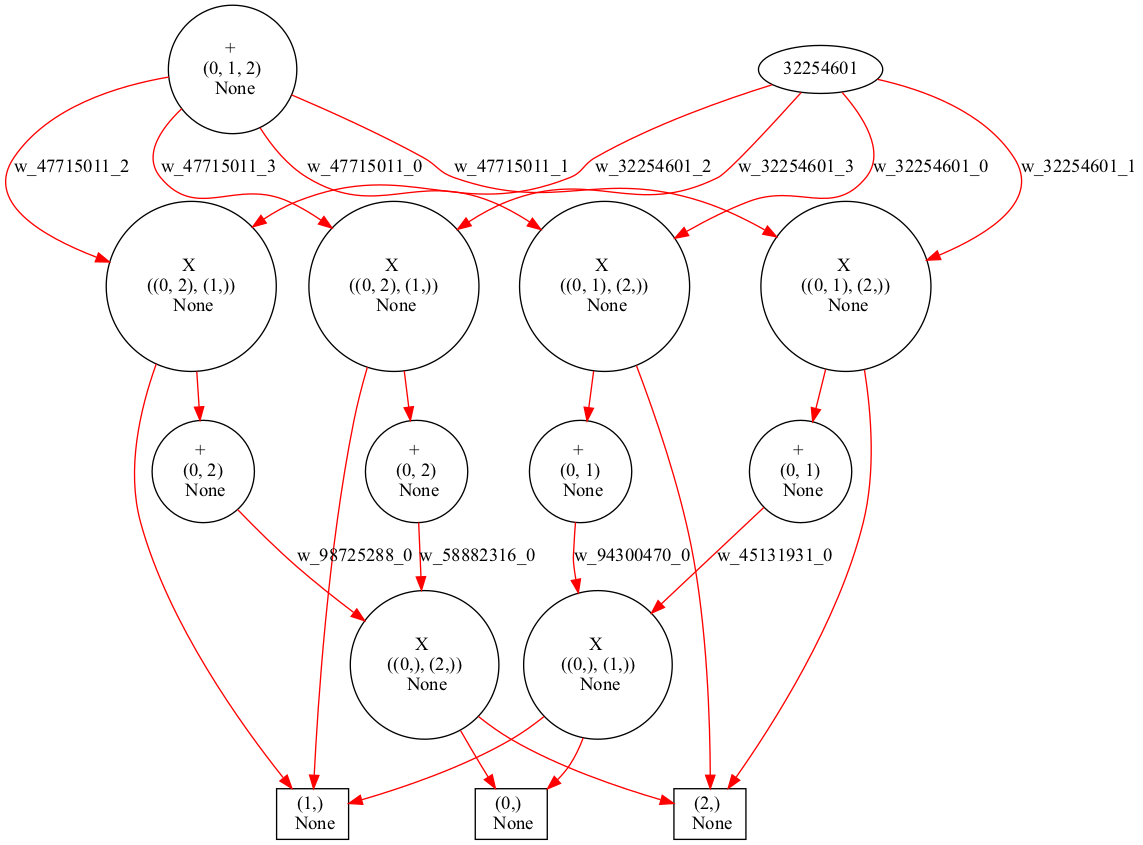 +
(0, 1, 2)
None
32254601
w_47715011_2
w_47715011_3
w_47715011_0
w_47715011_1
w_32254601_2
w_32254601_3
w_32254601_0
w_32254601_1
X
((0, 2), (1,))
None
X
((0, 2), (1,))
None
X
((0, 1), (2,))
None
X
((0, 1), (2,))
None
+
(0, 2)
None
+
(0, 2)
None
+
(0, 1)
None
+
(0, 1)
None
w_98725288_0
w_58882316_0
w_94300470_0
w_45131931_0
X
((0,), (2,))
None
X
((0,), (1,))
None
(1,)
None
(0,)
None
(2,)
None